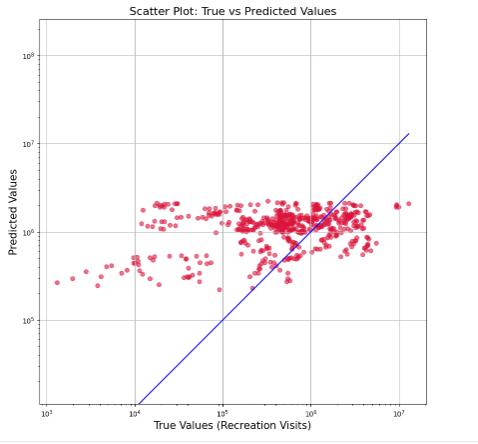 Scatter Plot: True vs Predicted Values
10⁸
10⁷
10⁶
10⁵
Predicted Values
10³ 10⁴ 10⁵ 10⁶ 10⁷
True Values (Recreation Visits)